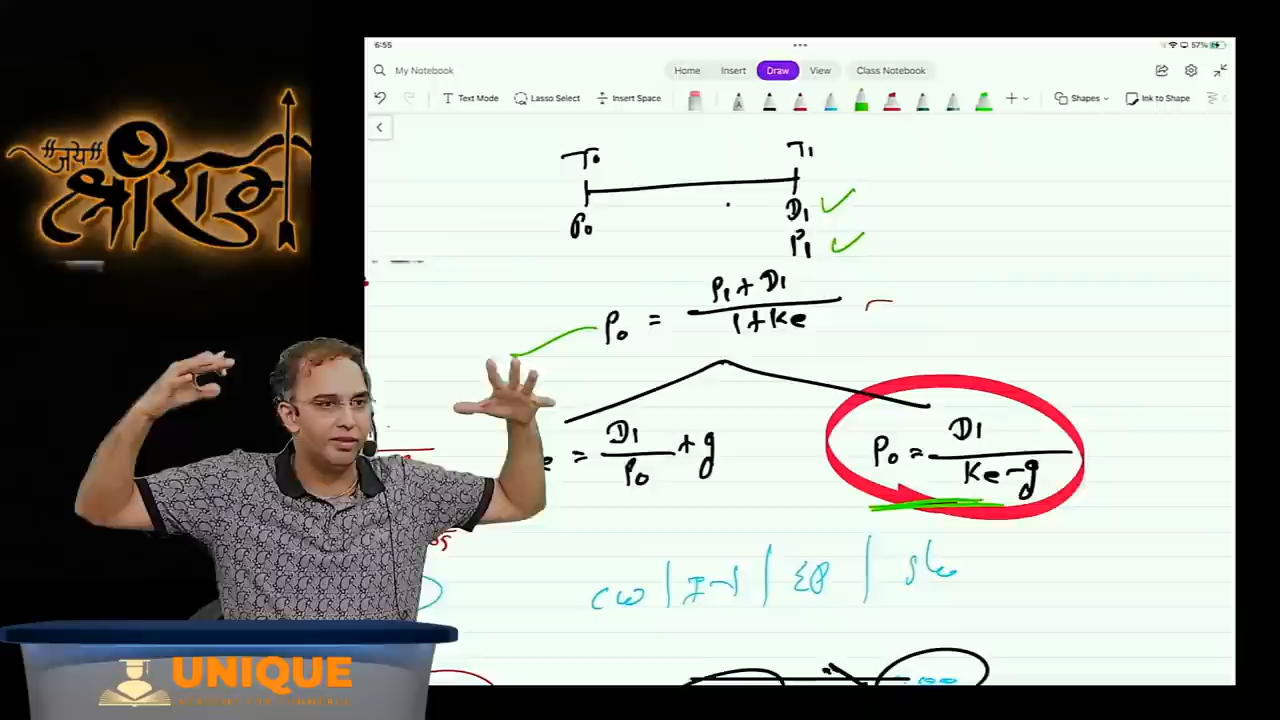 "जय"
श्रीराम
6:55
57%
My Notebook
Home Insert Draw View Class Notebook
Text Mode Lasso Select Insert Space Shapes Ink to Shape
T0 T1
P0 D1
P1
P0 = P1 + D1 / 1 + Ke
e = D1 / P0 + g
P0 = D1 / Ke - g
UNIQUE